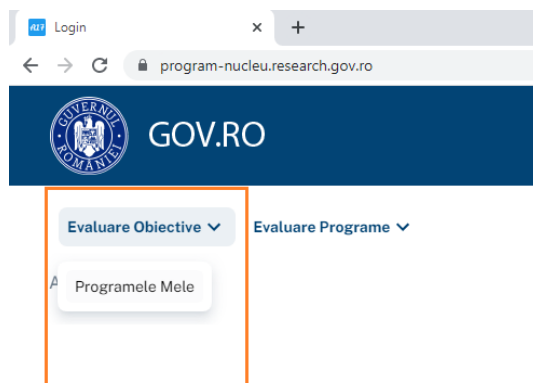 Login
program-nucleu.research.gov.ro
GUVERNUL ROMÂNIEI
GOV.RO
Evaluare Obiective
Evaluare Programe
A
Programele Mele